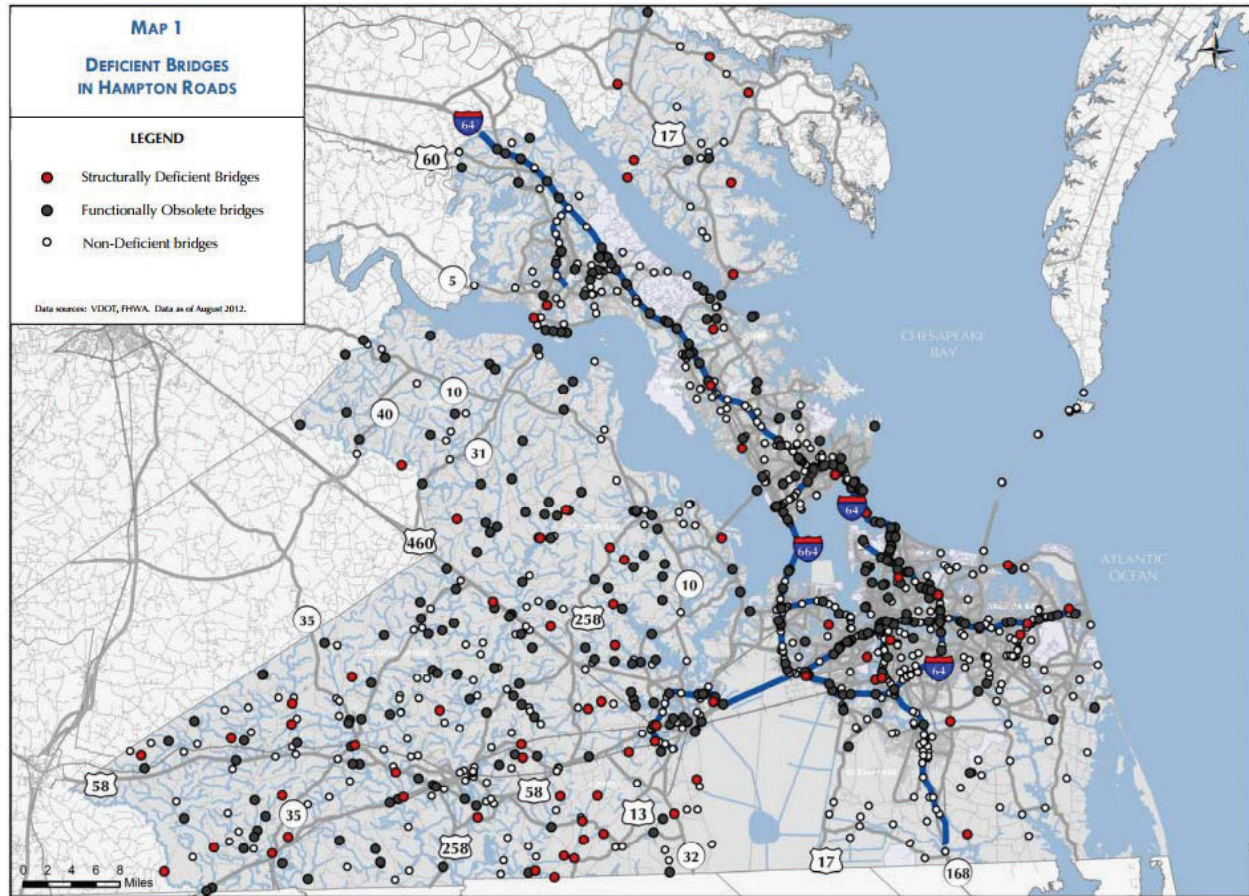 MAP 1
DEFICIENT BRIDGES
IN HAMPTON ROADS
LEGEND
Structurally Deficient Bridges
Functionally Obsolete bridges
Non-Deficient bridges
Data sources: VDOT, FHWA. Data as of August 2012.
64
17
60
5
CHESAPEAKE
BAY
10
40
31
64
460
664
ATLANTIC
OCEAN
10
35
258
64
58
58
35
13
258
32
17
168
0 2 4 6 8
Miles